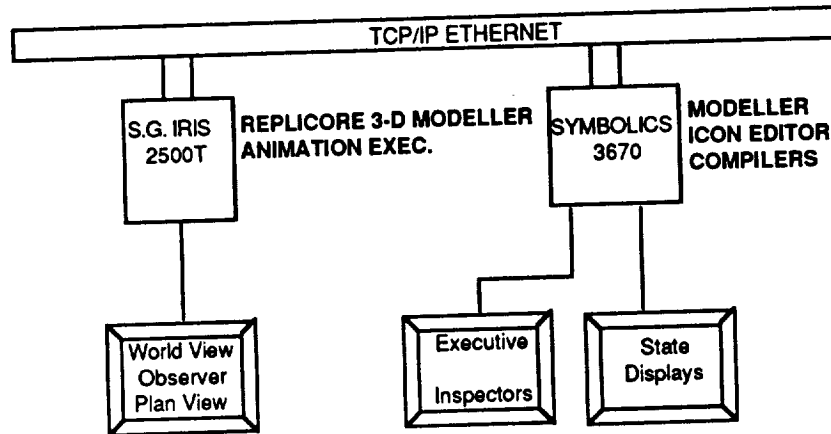 TCP/IP ETHERNET
S.G. IRIS
2500T
REPLICORE 3-D MODELLER
ANIMATION EXEC.
SYMBOLICS
3670
MODELLER
ICON EDITOR
COMPILERS
World View
Observer
Plan View
Executive
Inspectors
State
Displays